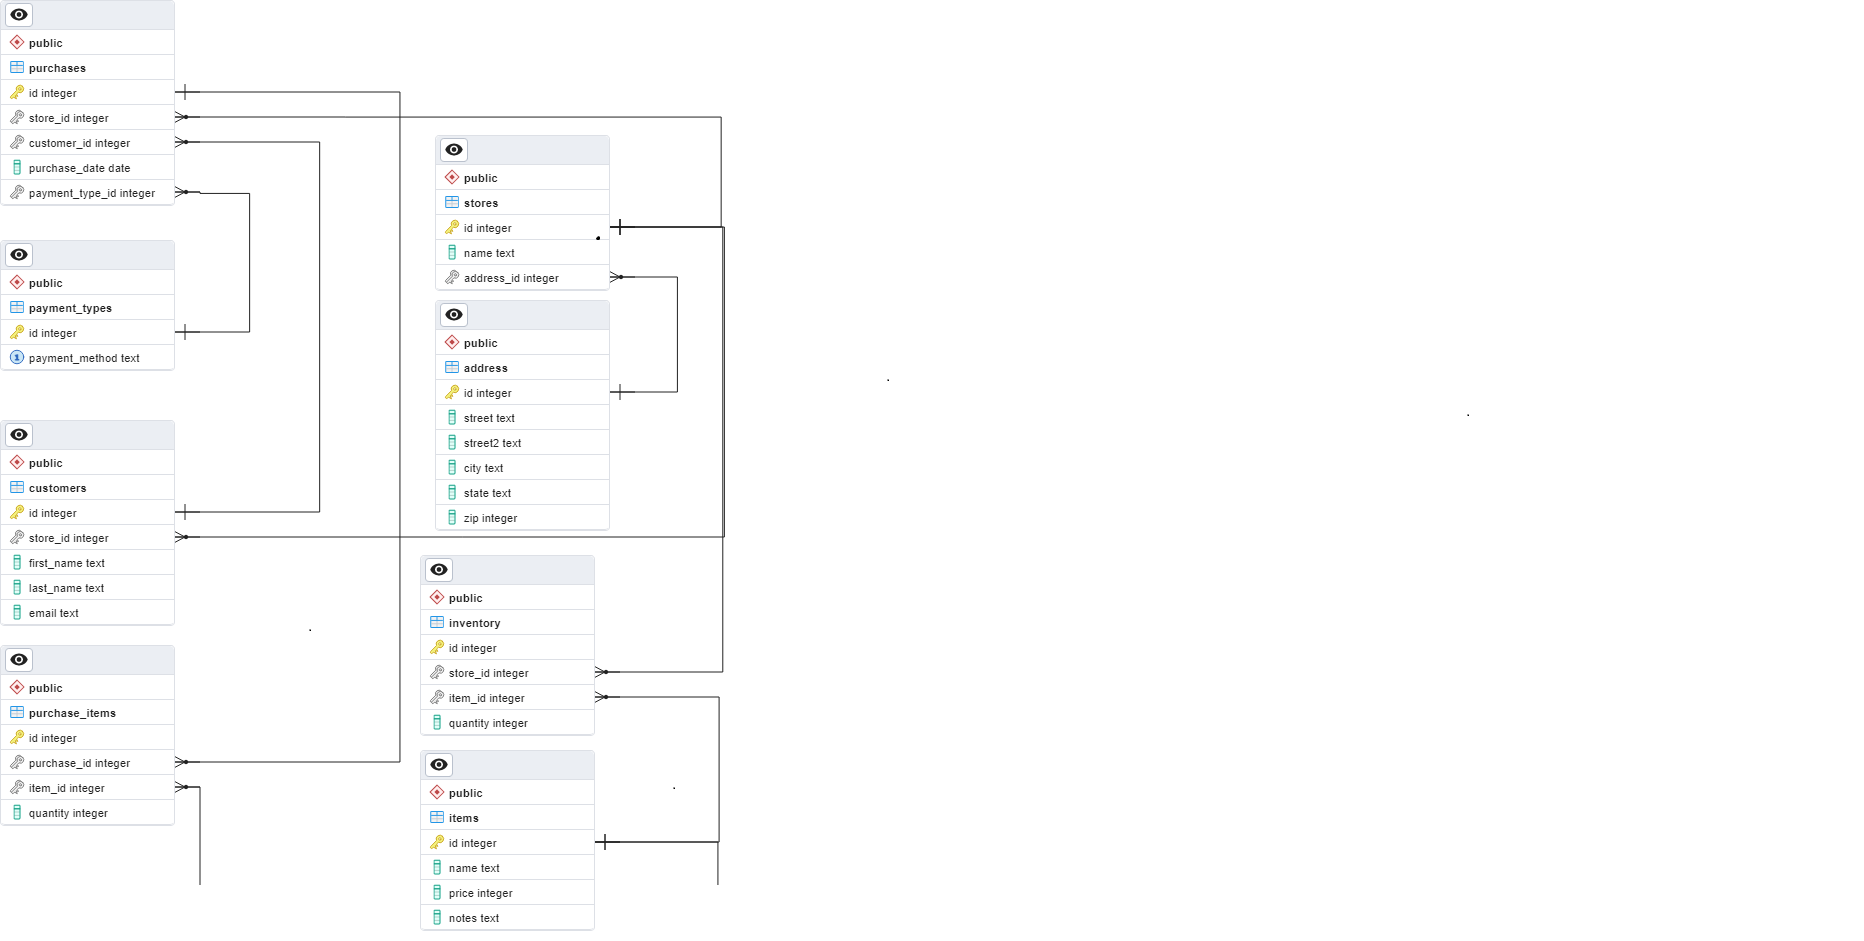 public
purchases
id integer
store_id integer
customer_id integer
purchase_date date
payment_type_id integer
public
payment_types
id integer
payment_method text
public
customers
id integer
store_id integer
first_name text
last_name text
email text
public
purchase_items
id integer
purchase_id integer
item_id integer
quantity integer
public
stores
id integer
name text
address_id integer
public
address
id integer
street text
street2 text
city text
state text
zip integer
public
inventory
id integer
store_id integer
item_id integer
quantity integer
public
items
id integer
name text
price integer
notes text